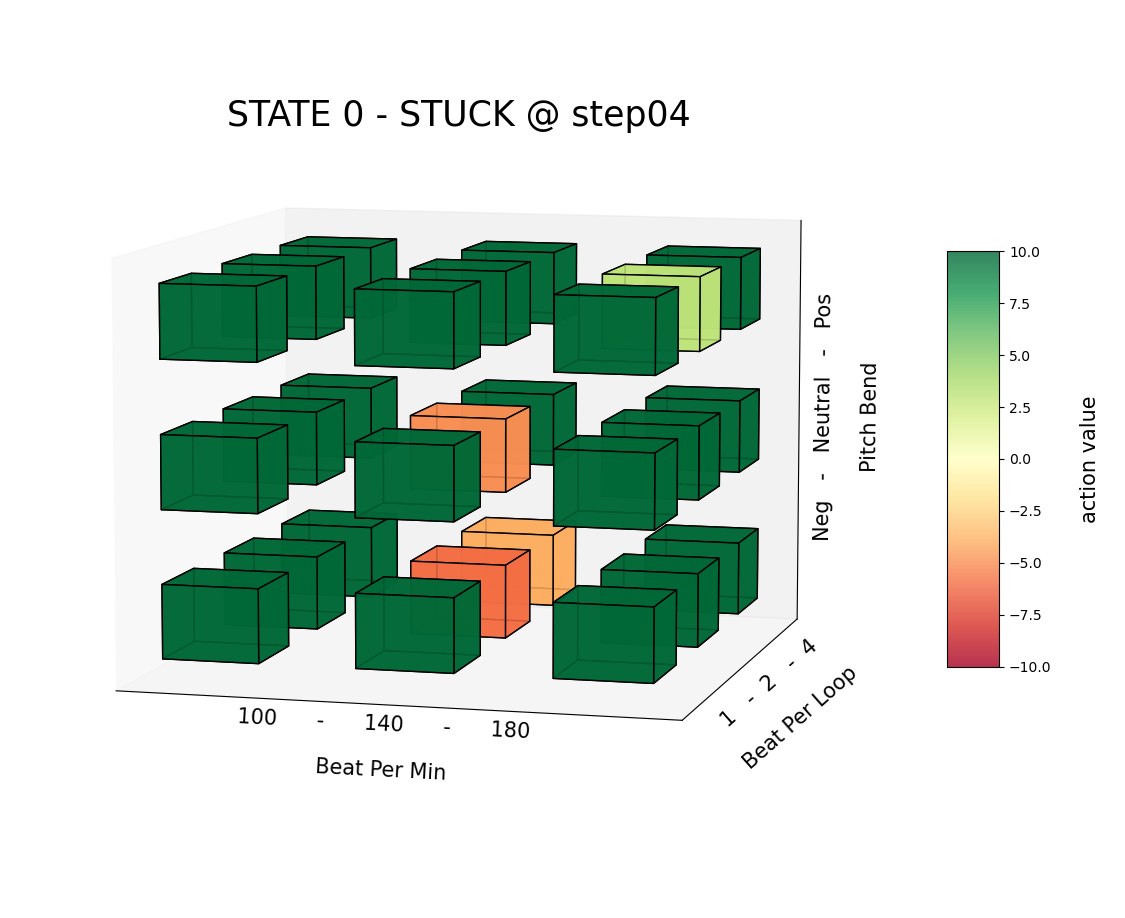 STATE 0 - STUCK @ step04
Neg - Neutral - Pos
Pitch Bend
1 - 2 - 4
Beat Per Loop
100 - 140 - 180
Beat Per Min
10.0
7.5
5.0
2.5
0.0
−2.5
−5.0
−7.5
−10.0
action value